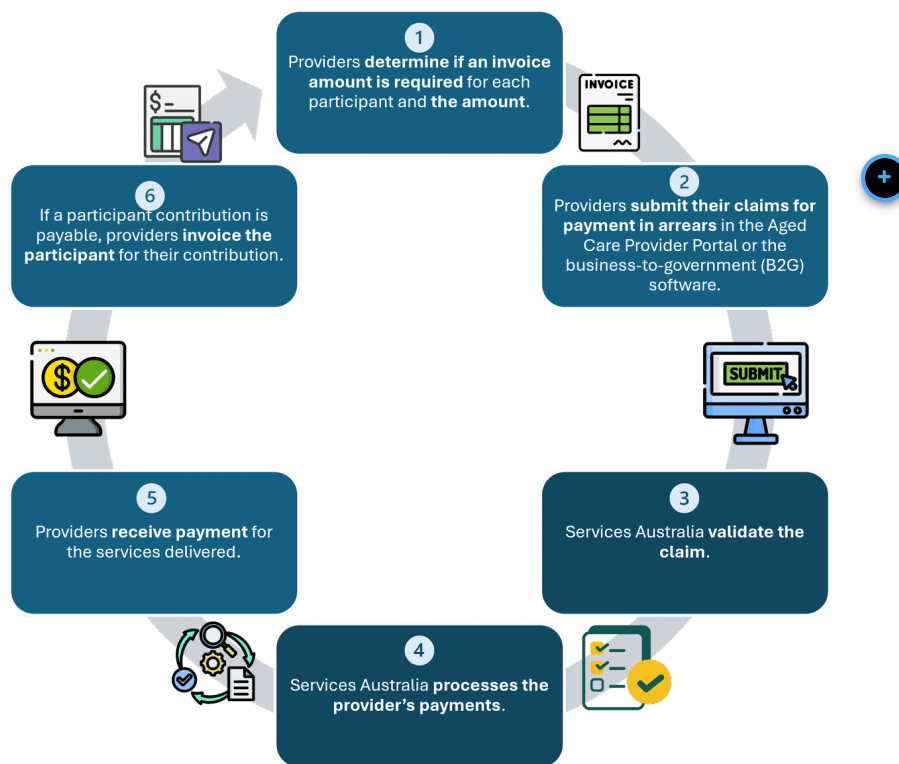 1
Providers determine if an invoice
amount is required for each
participant and the amount.
INVOICE
$
2
Providers submit their claims for
payment in arrears in the Aged
Care Provider Portal or the
business-to-government (B2G)
software.
+
SUBMIT
3
Services Australia validate the
claim.
4
Services Australia processes the
provider's payments.
5
Providers receive payment for
the services delivered.
$
6
If a participant contribution is
payable, providers invoice the
participant for their contribution.